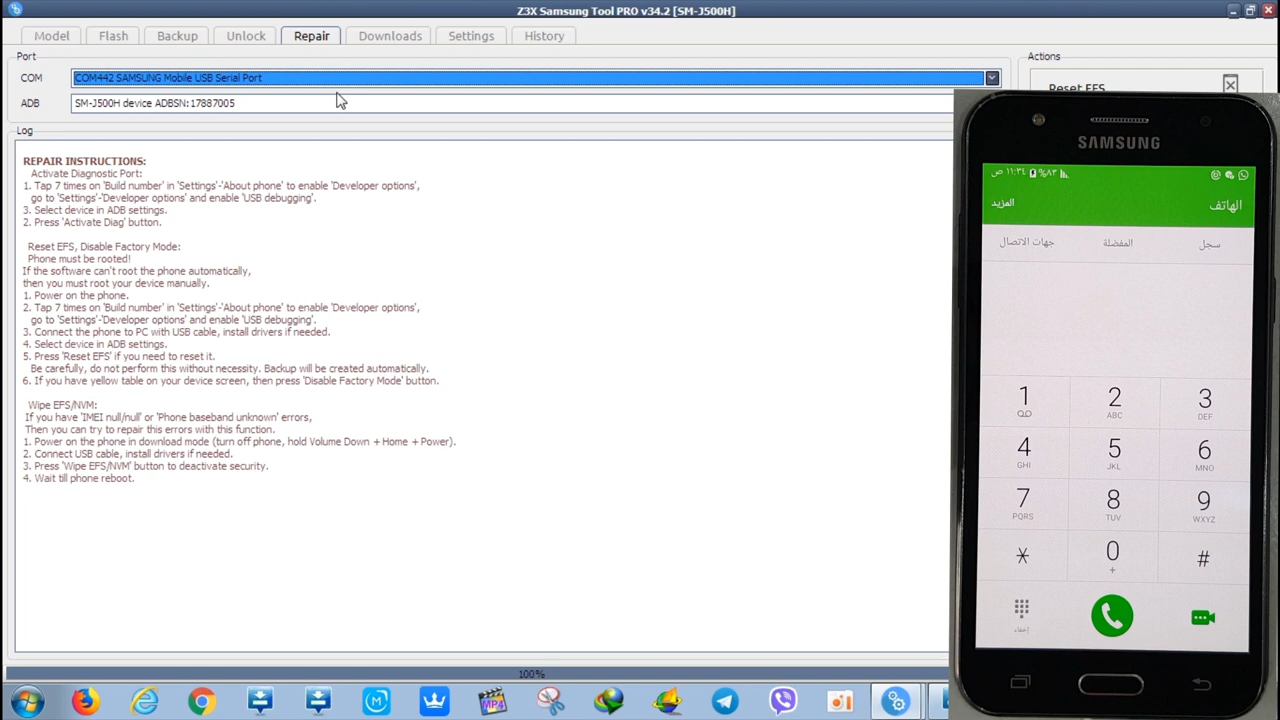 Z3X Samsung Tool PRO v34.2 [SM-J500H]
Model
Flash
Backup
Unlock
Repair
Downloads
Settings
History
Port
Actions
COM
COM442 SAMSUNG Mobile USB Serial Port
Reset EFS
ADB
SM-J500H device ADBSN:17887005
Log
REPAIR INSTRUCTIONS:
Activate Diagnostic Port:
1. Tap 7 times on 'Build number' in 'Settings'-'About phone' to enable 'Developer options',
go to 'Settings'-'Developer options' and enable 'USB debugging'.
3. Select device in ADB settings.
2. Press 'Activate Diag' button.
Reset EFS, Disable Factory Mode:
Phone must be rooted!
If the software can't root the phone automatically,
then you must root your device manually.
1. Power on the phone.
2. Tap 7 times on 'Build number' in 'Settings'-'About phone' to enable 'Developer options',
go to 'Settings'-'Developer options' and enable 'USB debugging'.
3. Connect the phone to PC with USB cable, install drivers if needed.
4. Select device in ADB settings.
5. Press 'Reset EFS' if you need to reset it.
Be carefully, do not perform this without necessity. Backup will be created automatically.
6. If you have yellow table on your device screen, then press 'Disable Factory Mode' button.
Wipe EFS/NVM:
If you have 'IMEI null/null' or 'Phone baseband unknown' errors,
Then you can try to repair this errors with this function.
1. Power on the phone in download mode (turn off phone, hold Volume Down + Home + Power).
2. Connect USB cable, install drivers if needed.
3. Press 'Wipe EFS/NVM' button to deactivate security.
4. Wait till phone reboot.
100%
SAMSUNG
١١:٣٤ ص
%٨٣
الهاتف
المزيد
سجل
المفضلة
جهات الاتصال
1 2 3
ABC DEF
4 5 6
GHI JKL MNO
7 8 9
PQRS TUV WXYZ
* 0 #
+
إخفاء
MP4